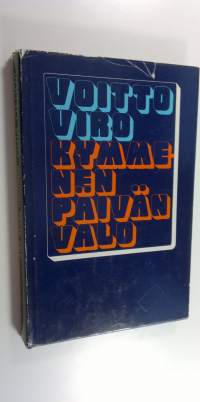 VOITTO
VIRO
KYMME-
NEN
PÄIVÄN
VALO